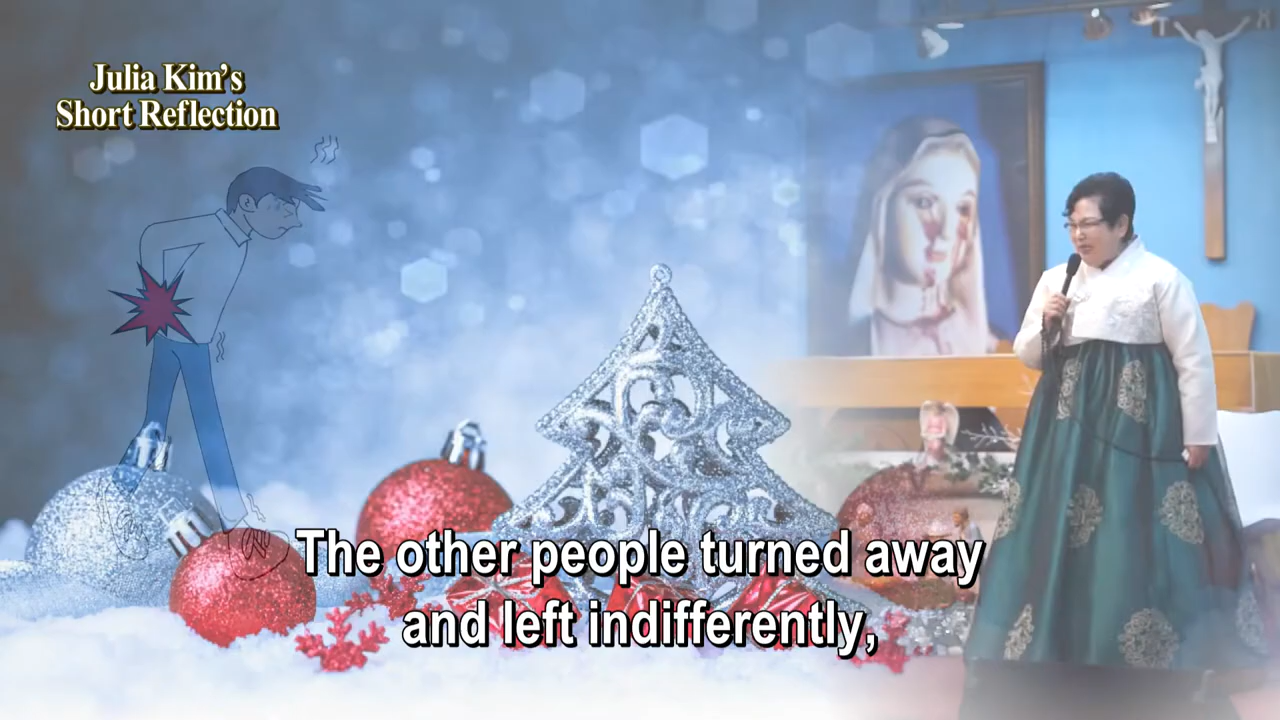 Julia Kim's
Short Reflection
The other people turned away
and left indifferently,